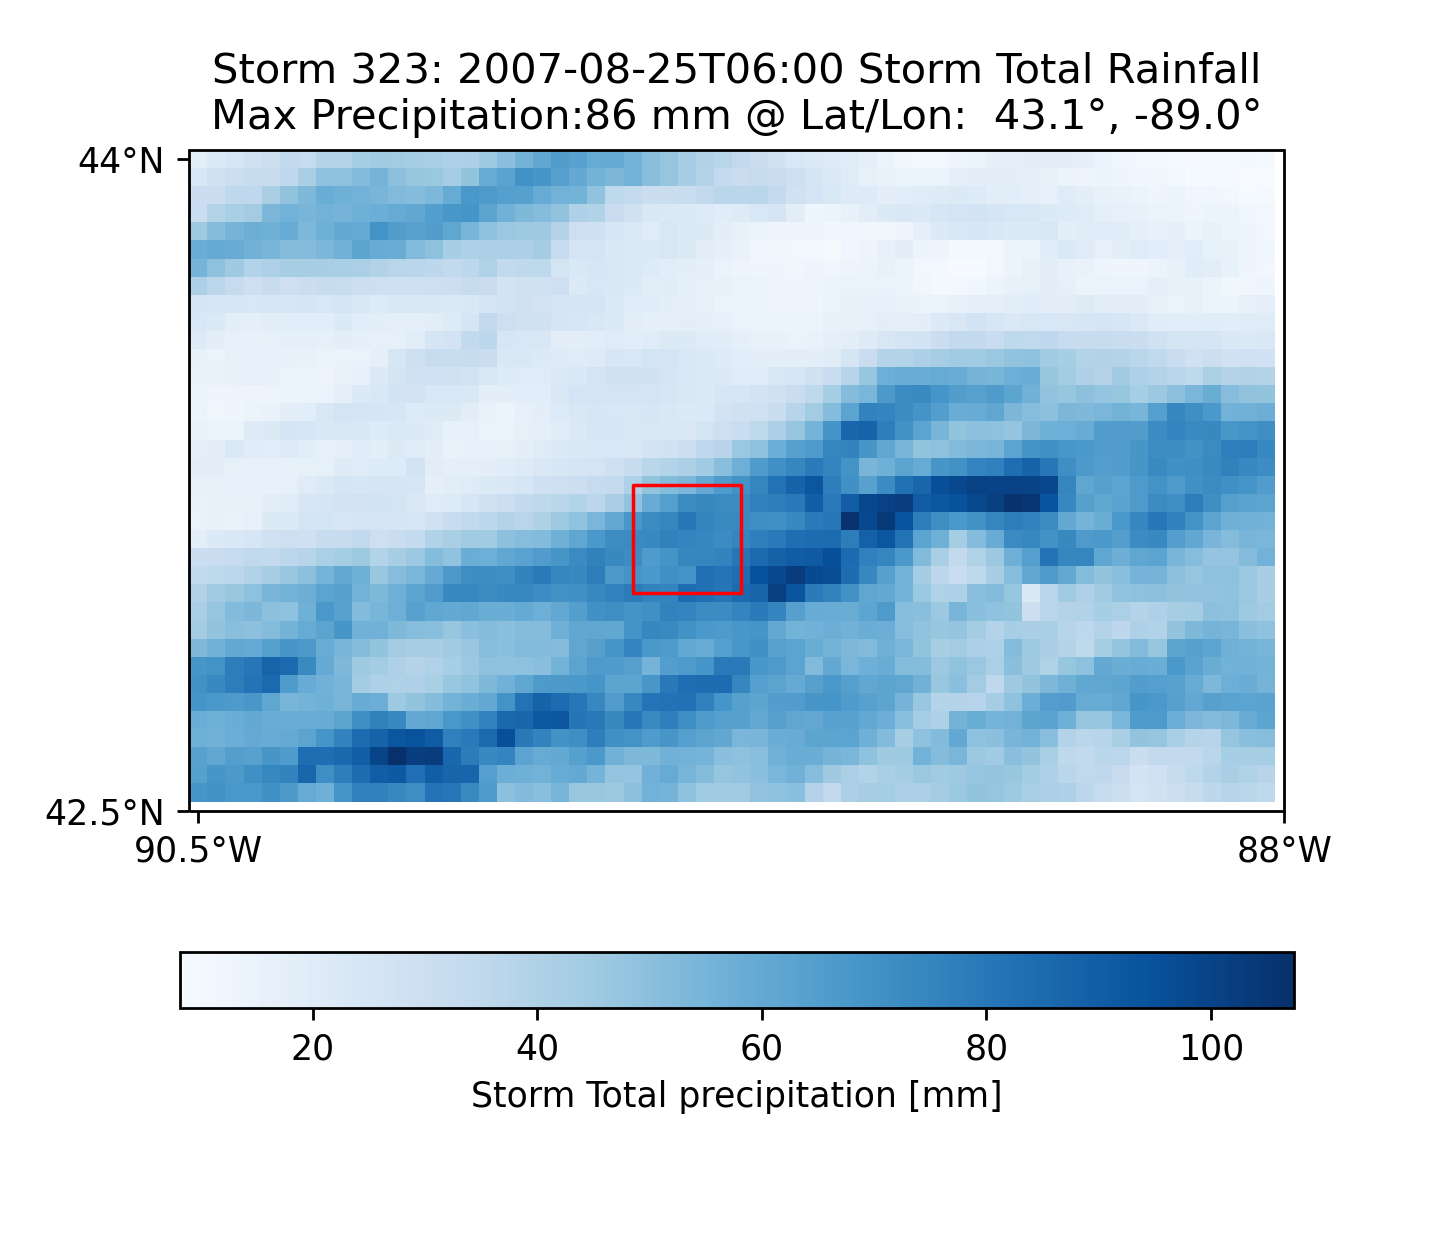 Storm 323: 2007-08-25T06:00 Storm Total Rainfall
Max Precipitation:86 mm @ Lat/Lon:  43.1°, -89.0°
44°N
42.5°N
90.5°W
88°W
20
40
60
80
100
Storm Total precipitation [mm]